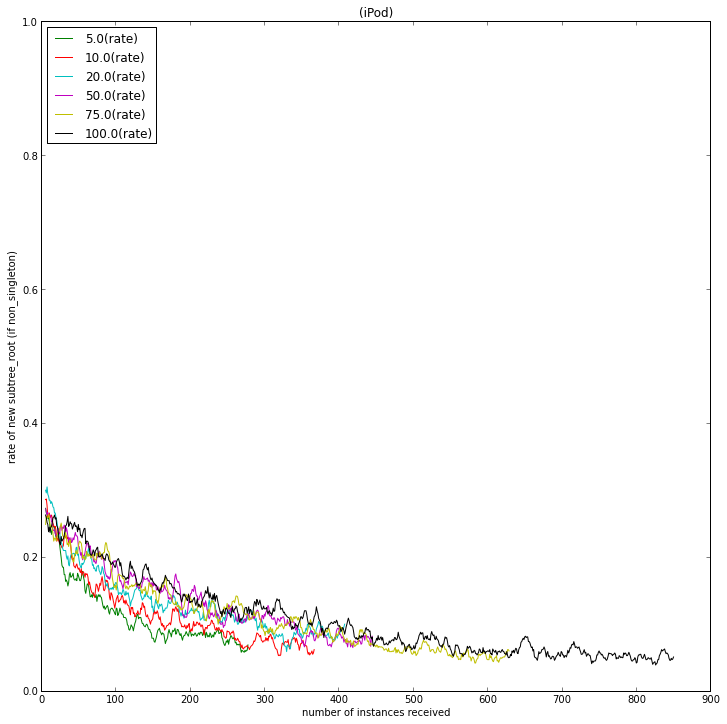 (iPod)
5.0(rate)
10.0(rate)
20.0(rate)
50.0(rate)
75.0(rate)
100.0(rate)
1.0
0.8
0.6
0.4
0.2
0.0
rate of new subtree_root (if non_singleton)
0 100 200 300 400 500 600 700 800 900
number of instances received